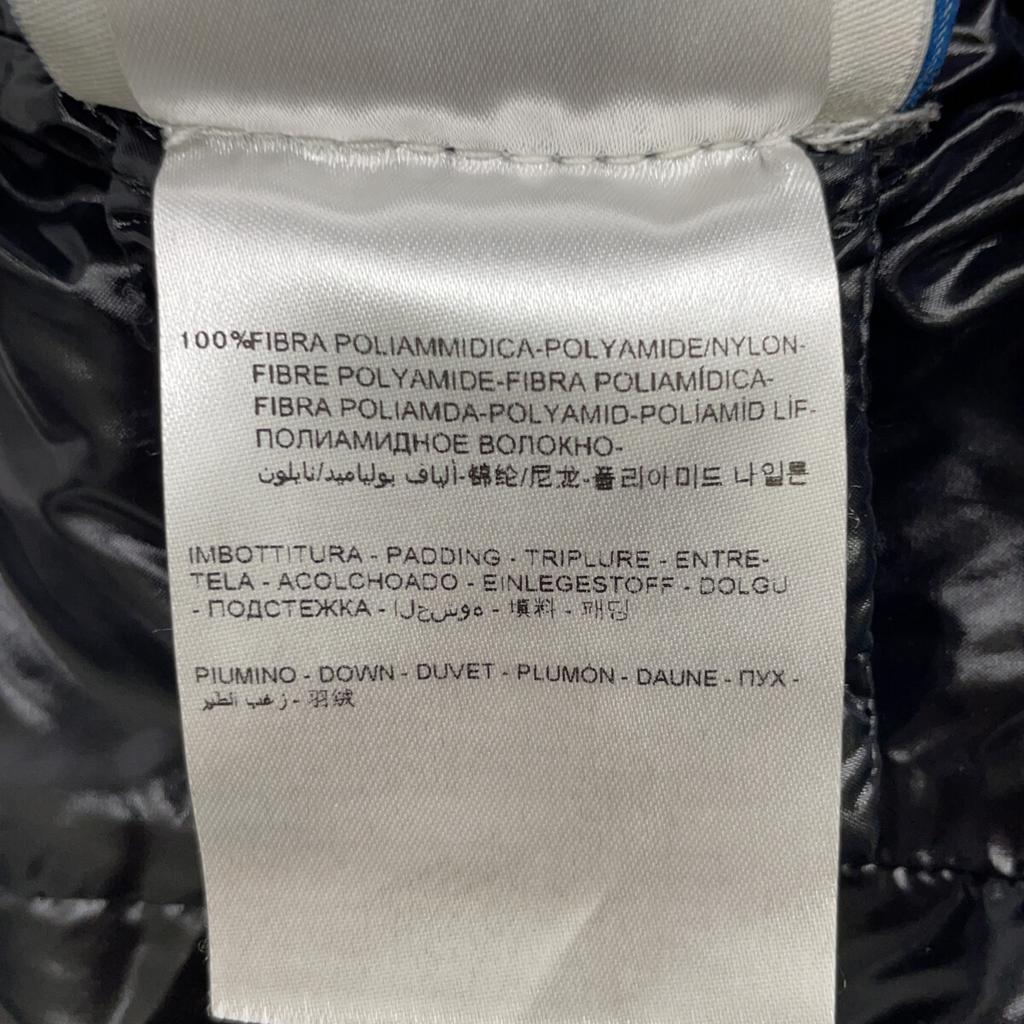 100%FIBRA POLIAMMIDICA-POLYAMIDE/NYLON-
FIBRE POLYAMIDE-FIBRA POLIAMÍDICA-
FIBRA POLIAMDA-POLYAMID-POLİAMİD LİF-
ПОЛИАМИДНОЕ ВОЛОКНО-
ألياف بولياميد/نايلون-锦纶/尼龙-폴리아미드 나일론
IMBOTTITURA - PADDING - TRIPLURE - ENTRE-
TELA - ACOLCHOADO - EINLEGESTOFF - DOLGU
- ПОДСТЕЖКА - الحشوه - 填料 - 패딩
PIUMINO - DOWN - DUVET - PLUMÓN - DAUNE - ПУХ -
زغب الطير - 羽绒